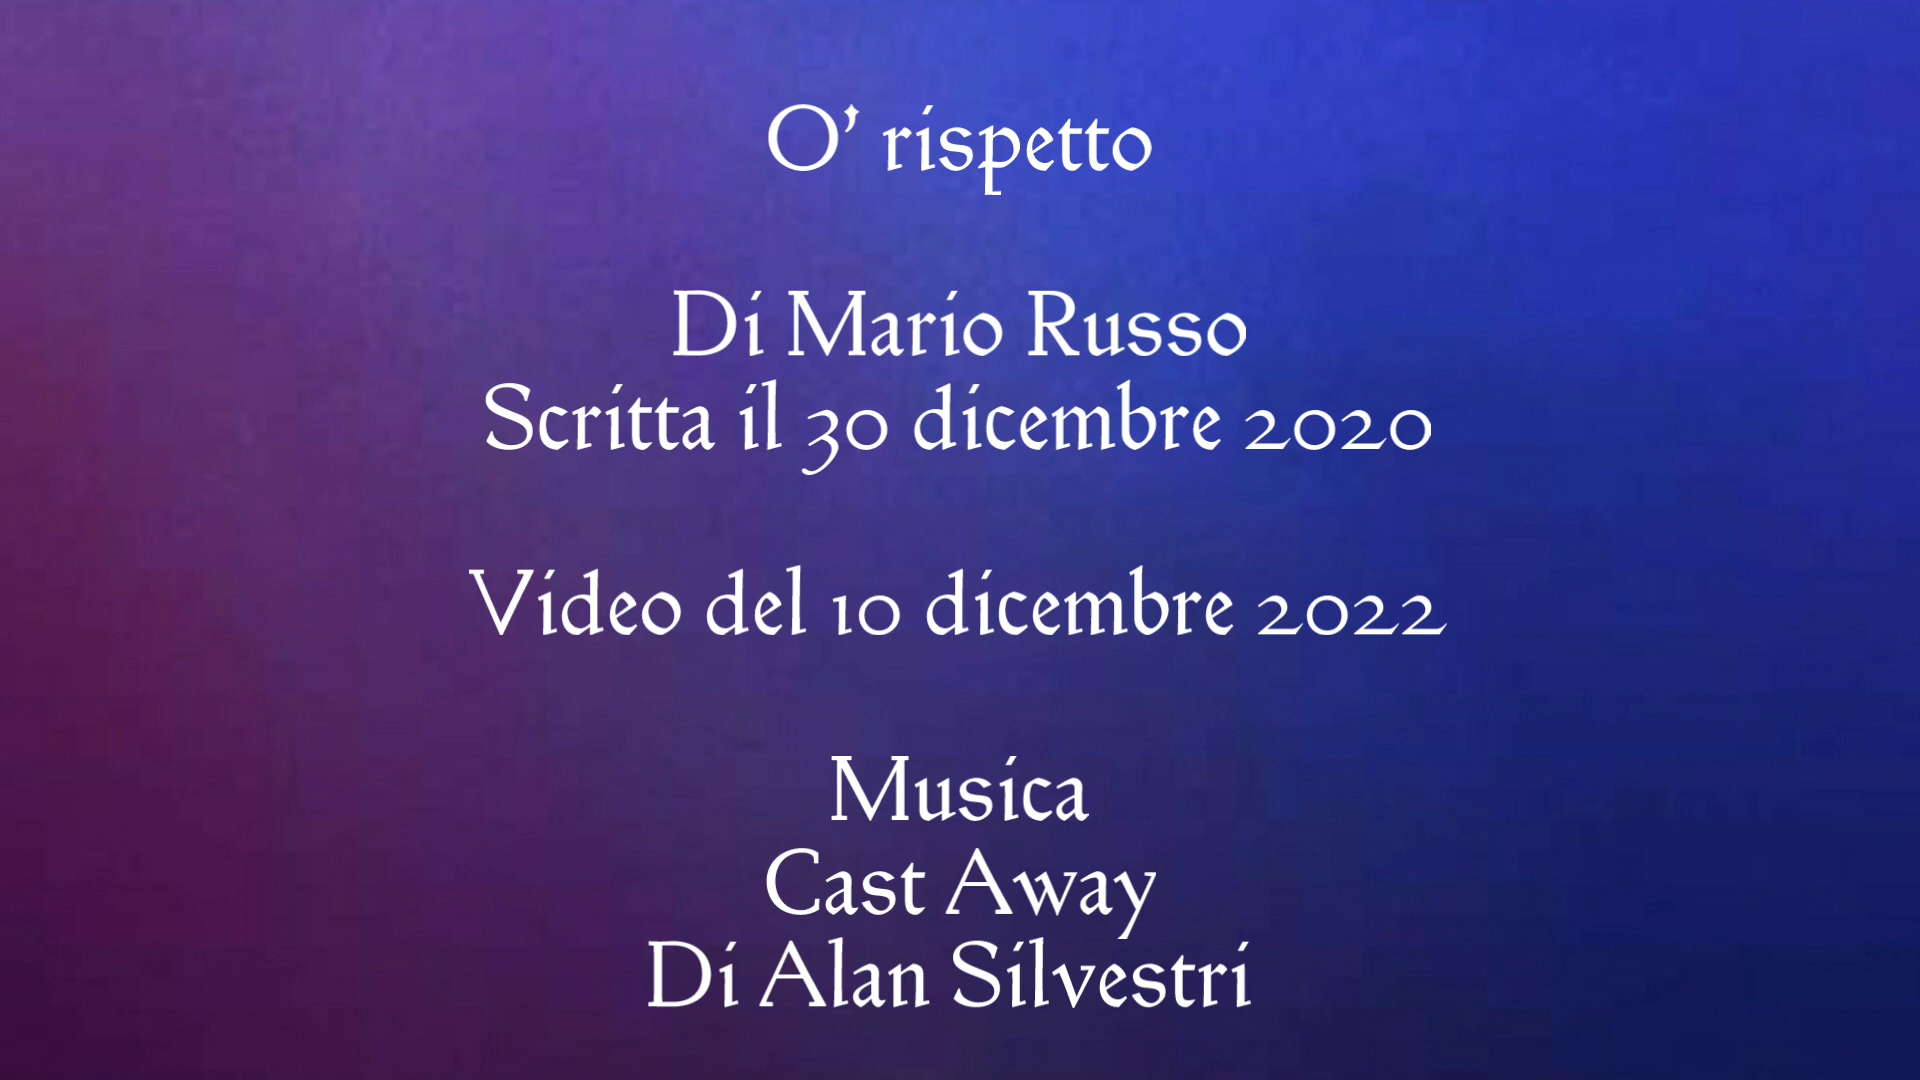 O' rispetto
Di Mario Russo
Scritta il 30 dicembre 2020
Video del 10 dicembre 2022
Musica
Cast Away
Di Alan Silvestri